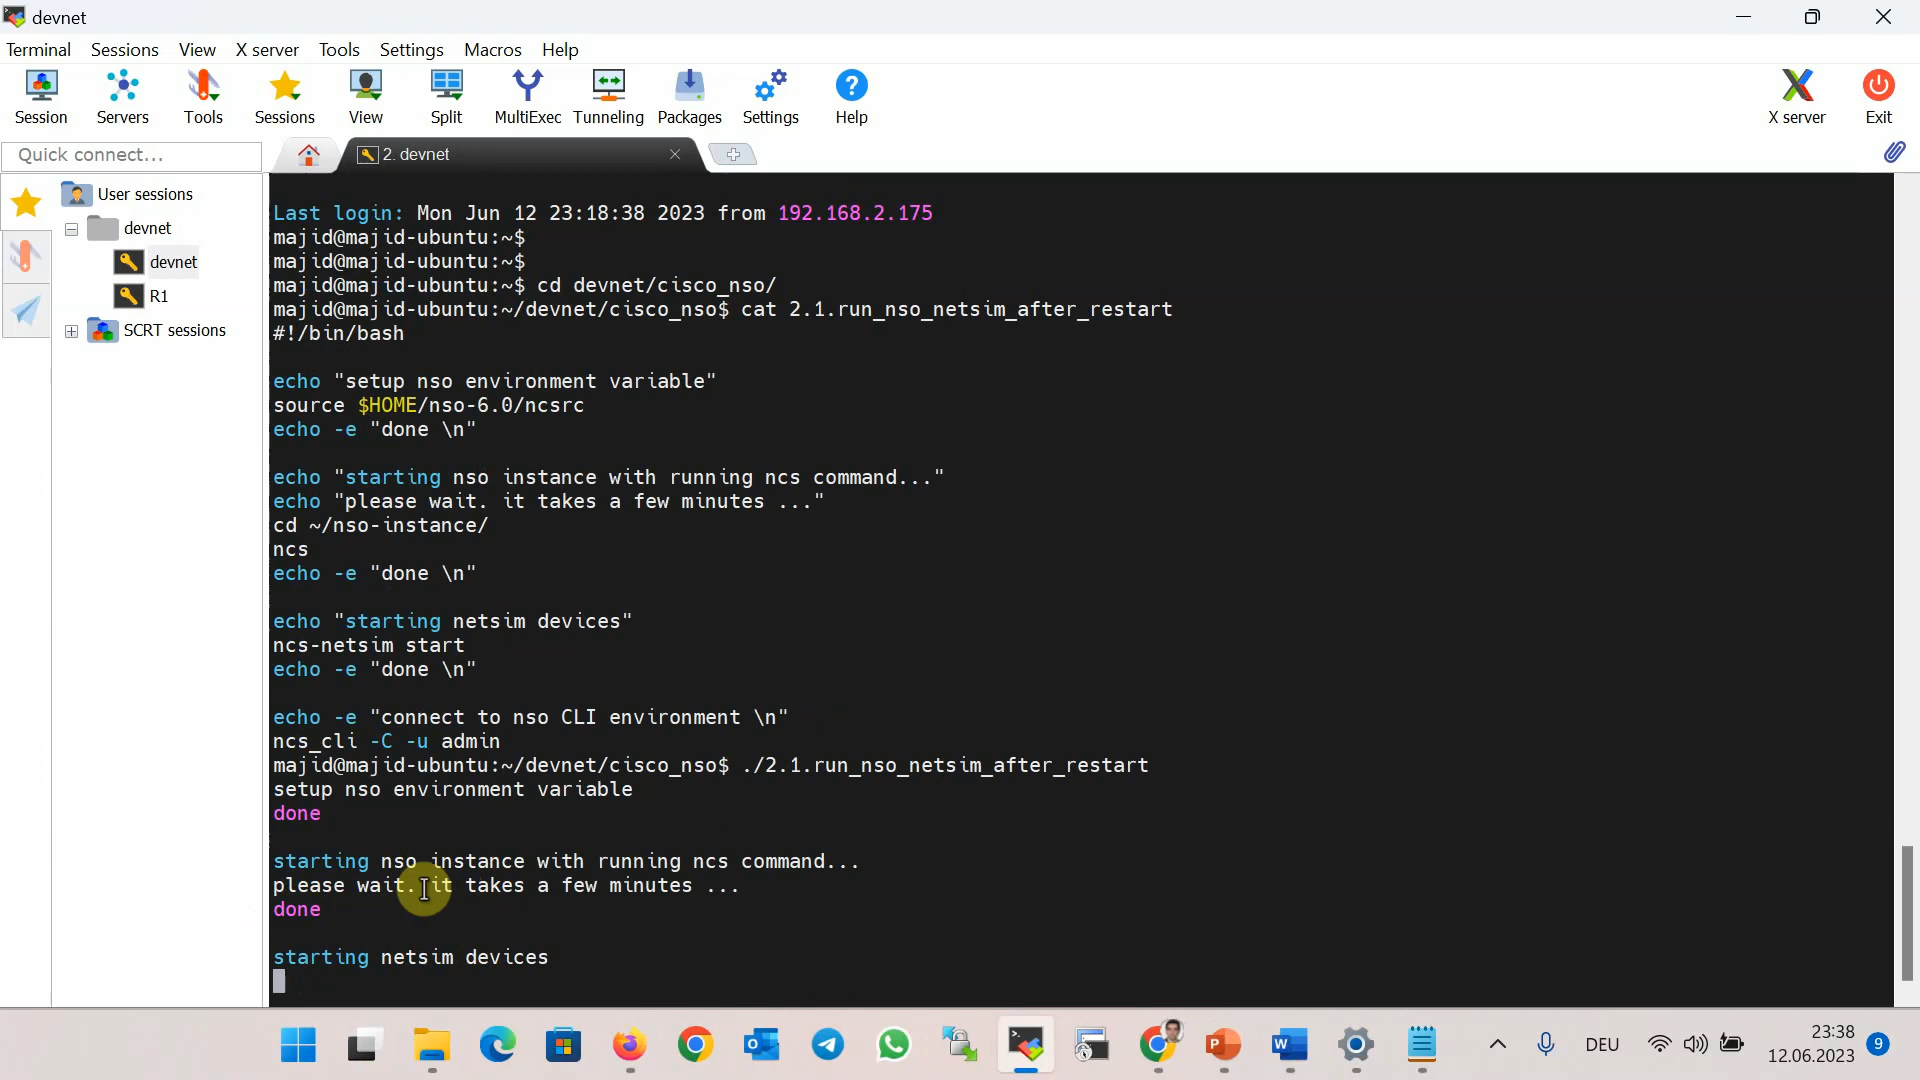 devnet
Terminal Sessions View X server Tools Settings Macros Help
Session Servers Tools Sessions View Split MultiExec Tunneling Packages Settings Help X server Exit
Quick connect...
2. devnet
User sessions
devnet
devnet
R1
SCRT sessions
Last login: Mon Jun 12 23:18:38 2023 from 192.168.2.175
majid@majid-ubuntu:~$
majid@majid-ubuntu:~$
majid@majid-ubuntu:~$ cd devnet/cisco_nso/
majid@majid-ubuntu:~/devnet/cisco_nso$ cat 2.1.run_nso_netsim_after_restart
#!/bin/bash
echo "setup nso environment variable"
source $HOME/nso-6.0/ncsrc
echo -e "done \n"
echo "starting nso instance with running ncs command..."
echo "please wait. it takes a few minutes ..."
cd ~/nso-instance/
ncs
echo -e "done \n"
echo "starting netsim devices"
ncs-netsim start
echo -e "done \n"
echo -e "connect to nso CLI environment \n"
ncs_cli -C -u admin
majid@majid-ubuntu:~/devnet/cisco_nso$ ./2.1.run_nso_netsim_after_restart
setup nso environment variable
done
starting nso instance with running ncs command...
please wait. it takes a few minutes ...
done
starting netsim devices
DEU
23:38
12.06.2023
9